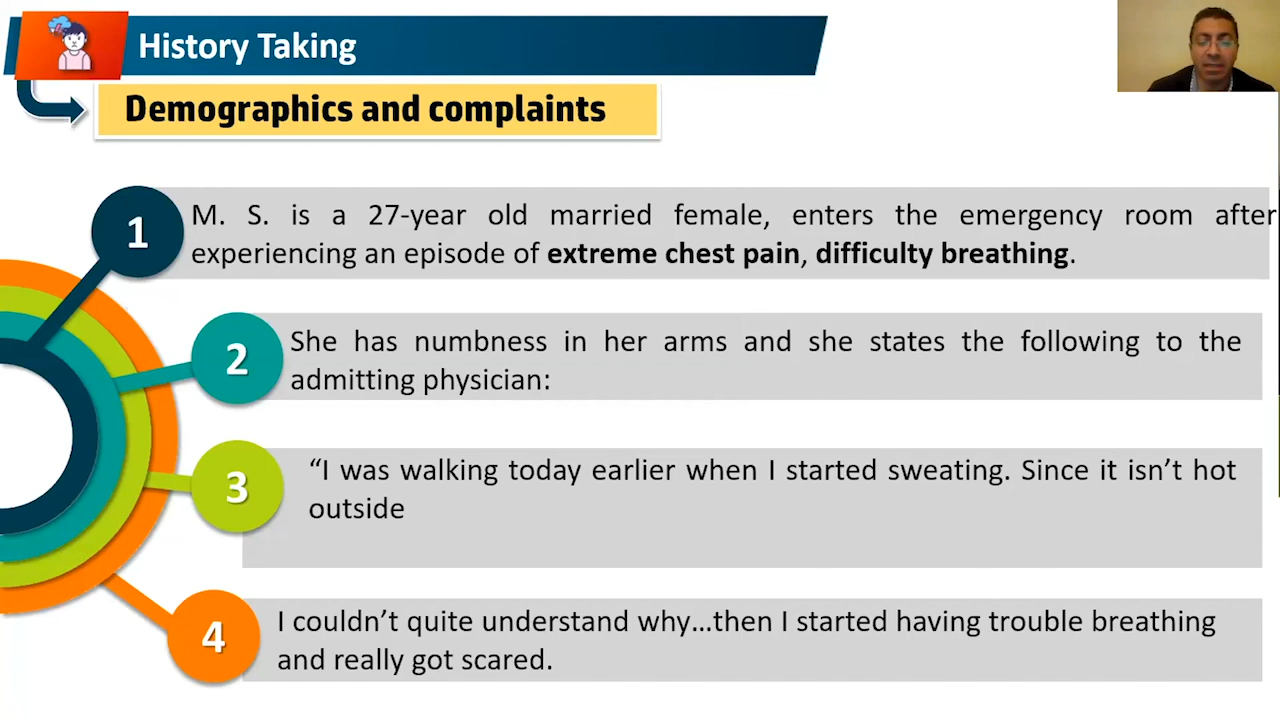 History Taking
Demographics and complaints
1
M. S. is a 27-year old married female, enters the emergency room after
experiencing an episode of extreme chest pain, difficulty breathing.
2
She has numbness in her arms and she states the following to the
admitting physician:
3
“I was walking today earlier when I started sweating. Since it isn’t hot
outside
4
I couldn’t quite understand why…then I started having trouble breathing
and really got scared.